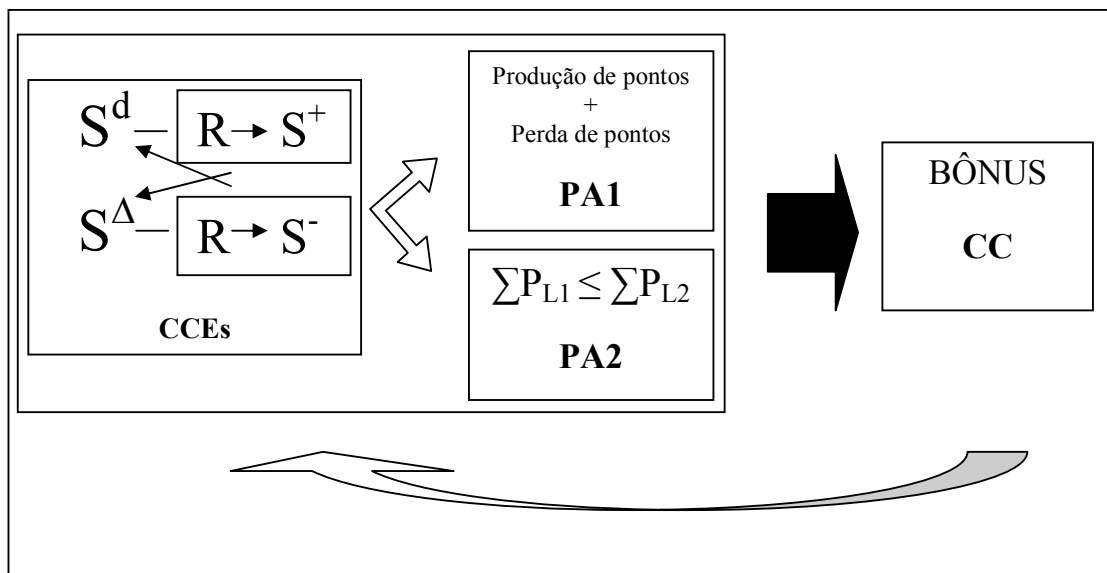 S^d — R → S^+
S^Δ — R → S^-
CCEs
Produção de pontos
+
Perda de pontos
PA1
∑P_L1 ≤ ∑P_L2
PA2
BÔNUS
CC